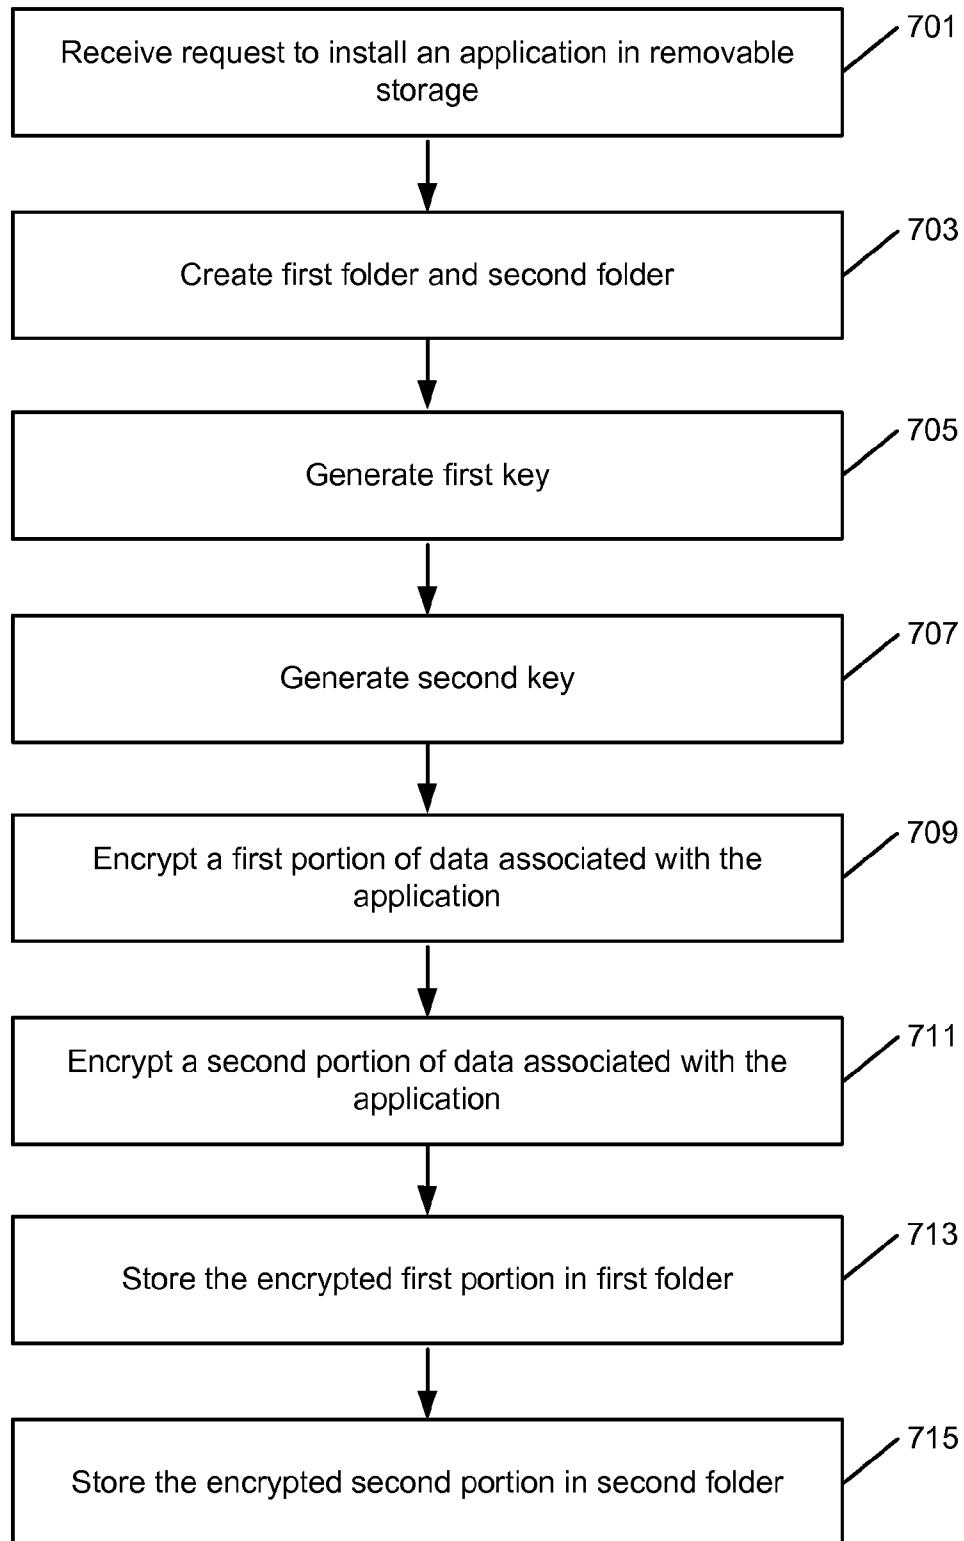 701
Receive request to install an application in removable
storage
703
Create first folder and second folder
705
Generate first key
707
Generate second key
709
Encrypt a first portion of data associated with the
application
711
Encrypt a second portion of data associated with the
application
713
Store the encrypted first portion in first folder
715
Store the encrypted second portion in second folder